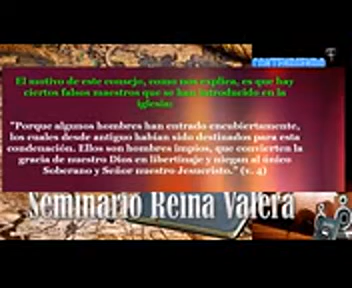 El motivo de este consejo, como nos explica, es que hay
ciertos falsos maestros que se han introducido en la
iglesia:
"Porque algunos hombres han entrado encubiertamente,
los cuales desde antiguo habían sido destinados para esta
condenación. Ellos son hombres impíos, que convierten la
gracia de nuestro Dios en libertinaje y niegan al único
Soberano y Señor nuestro Jesucristo." (v. 4)
Seminario Reina Valera